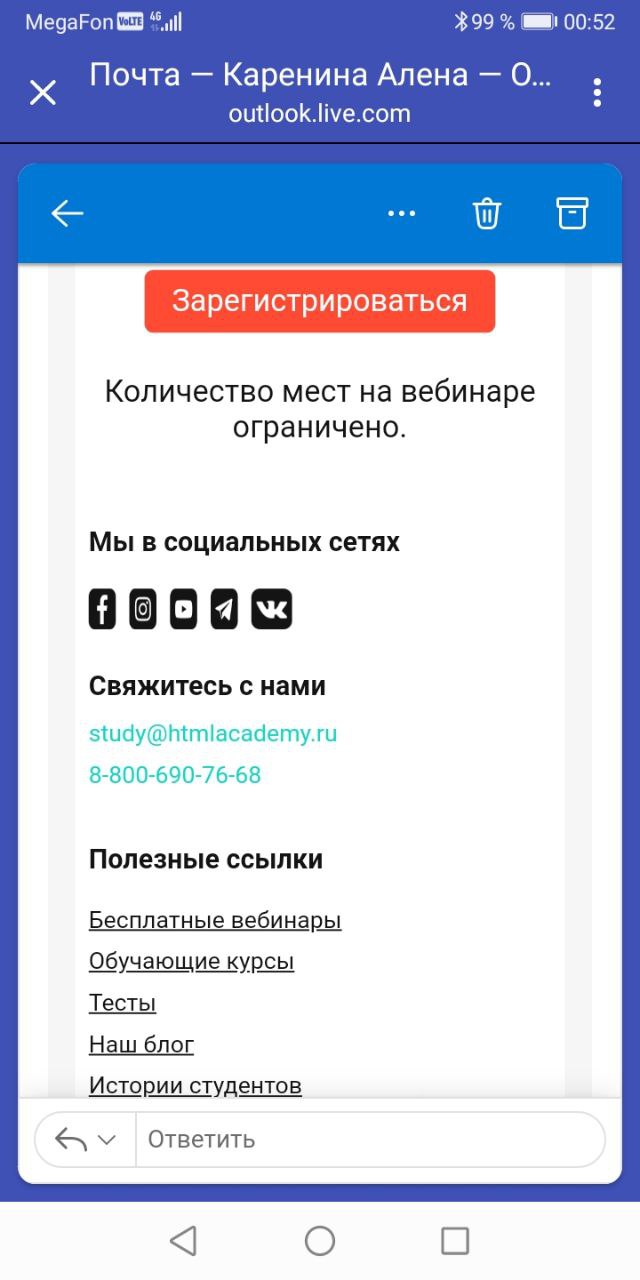 MegaFon VoLTE 4G 99 % 00:52
Почта — Каренина Алена — O...
outlook.live.com
Зарегистрироваться
Количество мест на вебинаре
ограничено.
Мы в социальных сетях
Свяжитесь с нами
study@htmlacademy.ru
8-800-690-76-68
Полезные ссылки
Бесплатные вебинары
Обучающие курсы
Тесты
Наш блог
Истории студентов
Ответить